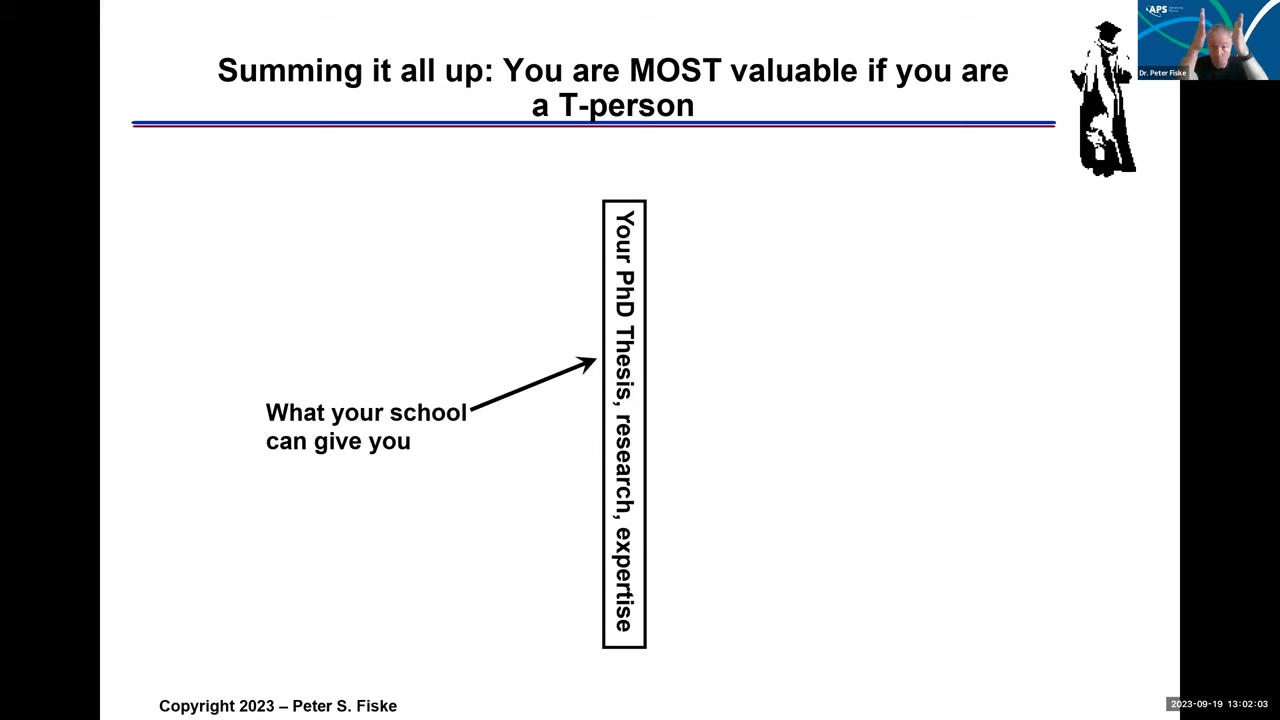 Summing it all up: You are MOST valuable if you are
a T-person
APS
Dr. Peter Fiske
Your PhD Thesis, research, expertise
What your school
can give you
Copyright 2023 – Peter S. Fiske
2023-09-19 13:02:03